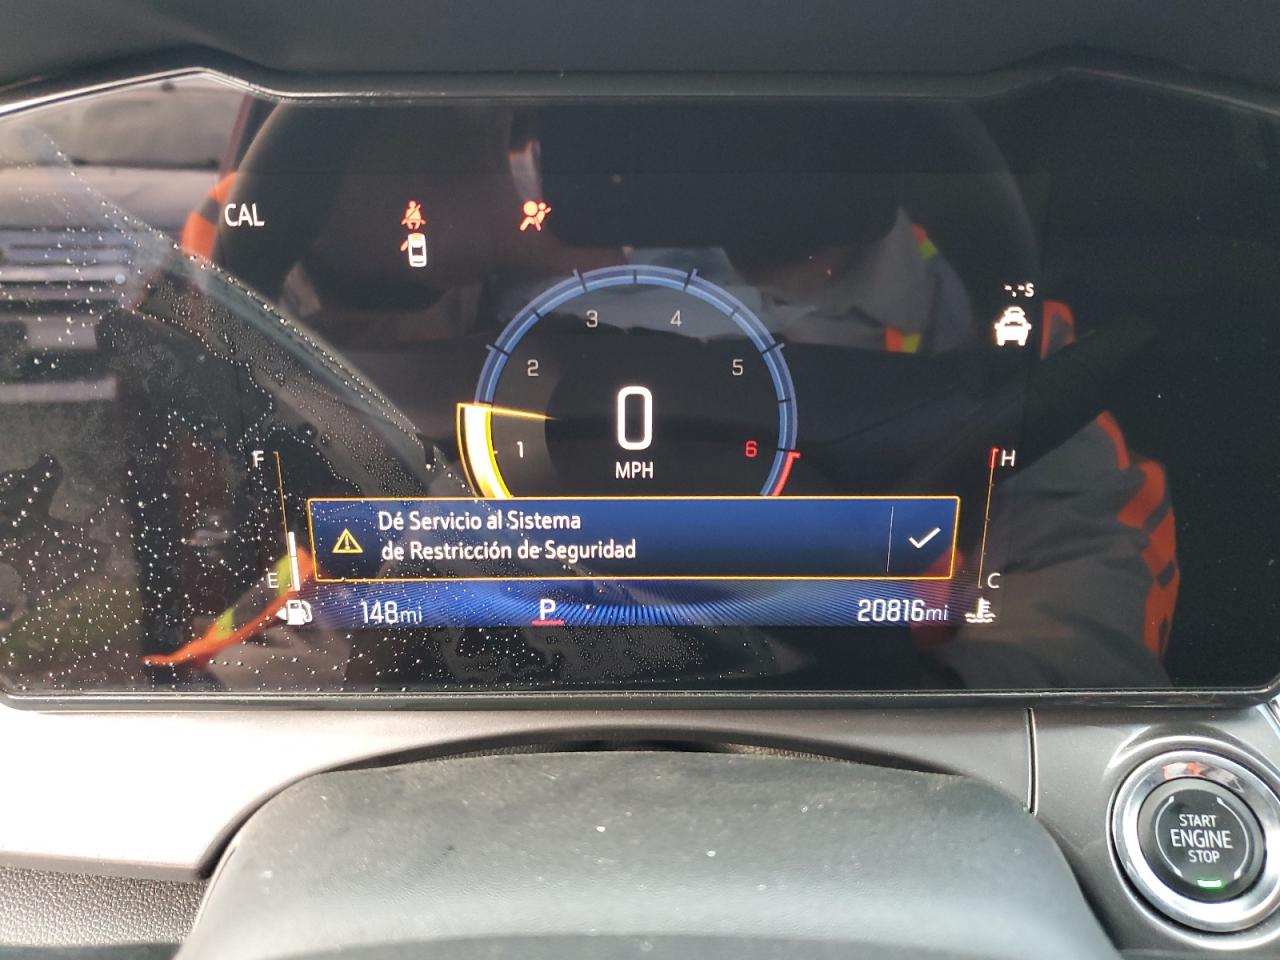 CAL
-.-s
3 4
2 5
0
1 6
MPH
F H
Dé Servicio al Sistema
de Restricción de Seguridad
E C
148mi P 20816mi
START
ENGINE
STOP